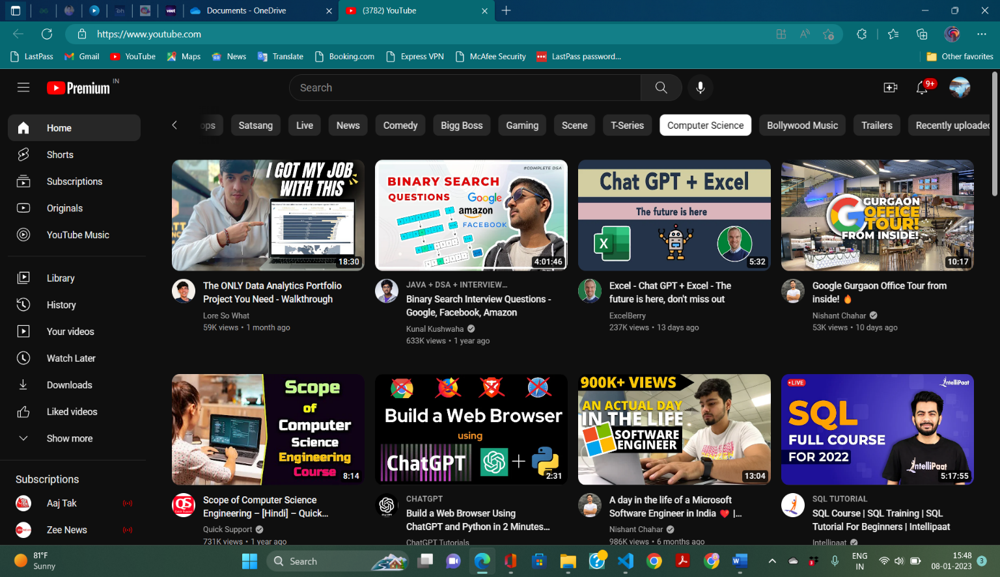 Documents - OneDrive
(3782) YouTube
https://www.youtube.com
LastPass
Gmail
YouTube
Maps
News
Translate
Booking.com
Express VPN
McAfee Security
LastPass password...
Other favorites
Premium IN
Search
9+
Home
Shorts
Subscriptions
Originals
YouTube Music
Library
History
Your videos
Watch Later
Downloads
Liked videos
Show more
Subscriptions
Aaj Tak
Zee News
Satsang
Live
News
Comedy
Bigg Boss
Gaming
Scene
T-Series
Computer Science
Bollywood Music
Trailers
Recently uploaded
I GOT MY JOB
WITH THIS
18:30
The ONLY Data Analytics Portfolio
Project You Need - Walkthrough
Lore So What
59K views • 1 month ago
#COMPLETE DSA
BINARY SEARCH
QUESTIONS
Google
amazon
FACEBOOK
4:01:46
JAVA + DSA + INTERVIEW...
Binary Search Interview Questions -
Google, Facebook, Amazon
Kunal Kushwaha
633K views • 1 year ago
Chat GPT + Excel
The future is here
X
5:32
Excel - Chat GPT + Excel - The
future is here, don't miss out
ExcelBerry
237K views • 13 days ago
GURGAON
OFFICE
TOUR!
FROM INSIDE!
10:17
Google Gurgaon Office Tour from
inside! 🔥
Nishant Chahar
53K views • 10 days ago
Scope
of
Computer
Science
Engineering
Course
8:14
QS
Scope of Computer Science
Engineering – [Hindi] – Quick...
Quick Support
731K views • 1 year ago
Build a Web Browser
using
ChatGPT
+
2:31
CHATGPT
Build a Web Browser Using
ChatGPT and Python in 2 Minutes...
ChatGPT Tutorials
900K+ VIEWS
AN ACTUAL DAY
IN THE LIFE
SOFTWARE
ENGINEER
13:04
A day in the life of a Microsoft
Software Engineer in India ❤️ |...
Nishant Chahar
986K views • 6 months ago
LIVE
IntelliPaat
SQL
FULL COURSE
FOR 2022
IntelliPaat
5:17:55
SQL TUTORIAL
SQL Course | SQL Training | SQL
Tutorial For Beginners | Intellipaat
Intellipaat
81°F
Sunny
Search
ENG
IN
15:48
08-01-2023
3